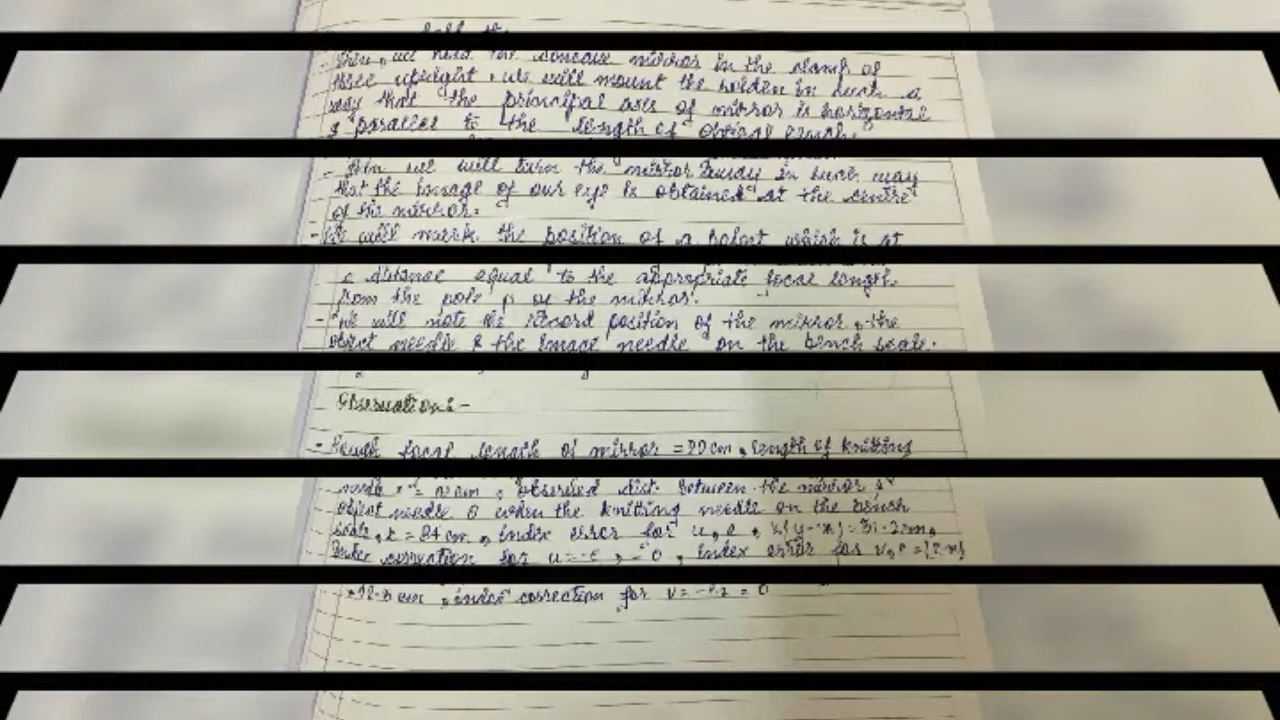 held the
Then, we held the concave mirror in the clamp of
three upright, we will mount the holder in such a
way that the principal axis of mirror is horizontal
& parallel to the length of optical bench.
- Then we will turn the mirror in such way
that the image of our eye is obtained at the centre
of the mirror.
- We will mark the position of a point which is at
a distance equal to the appropriate focal length
from the pole p of the mirror.
- We will note & record position of the mirror, the
object needle & the image needle on the bench scale.
Observations -
- Rough focal length of mirror = 20 cm, length of knitting
needle, observed dist. between the mirror &
object needle O when the knitting needle on the bench
scale, cm, index error for u, e,
index correction for u = -e, = 0, index error for v,
cm, index correction for v = = 0